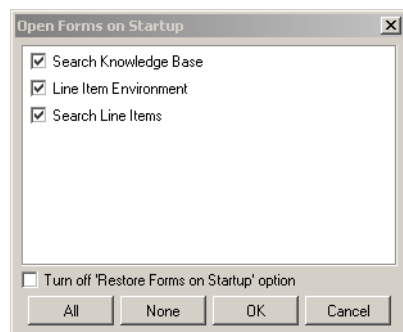 Open Forms on Startup
Search Knowledge Base
Line Item Environment
Search Line Items
Turn off 'Restore Forms on Startup' option
All None OK Cancel